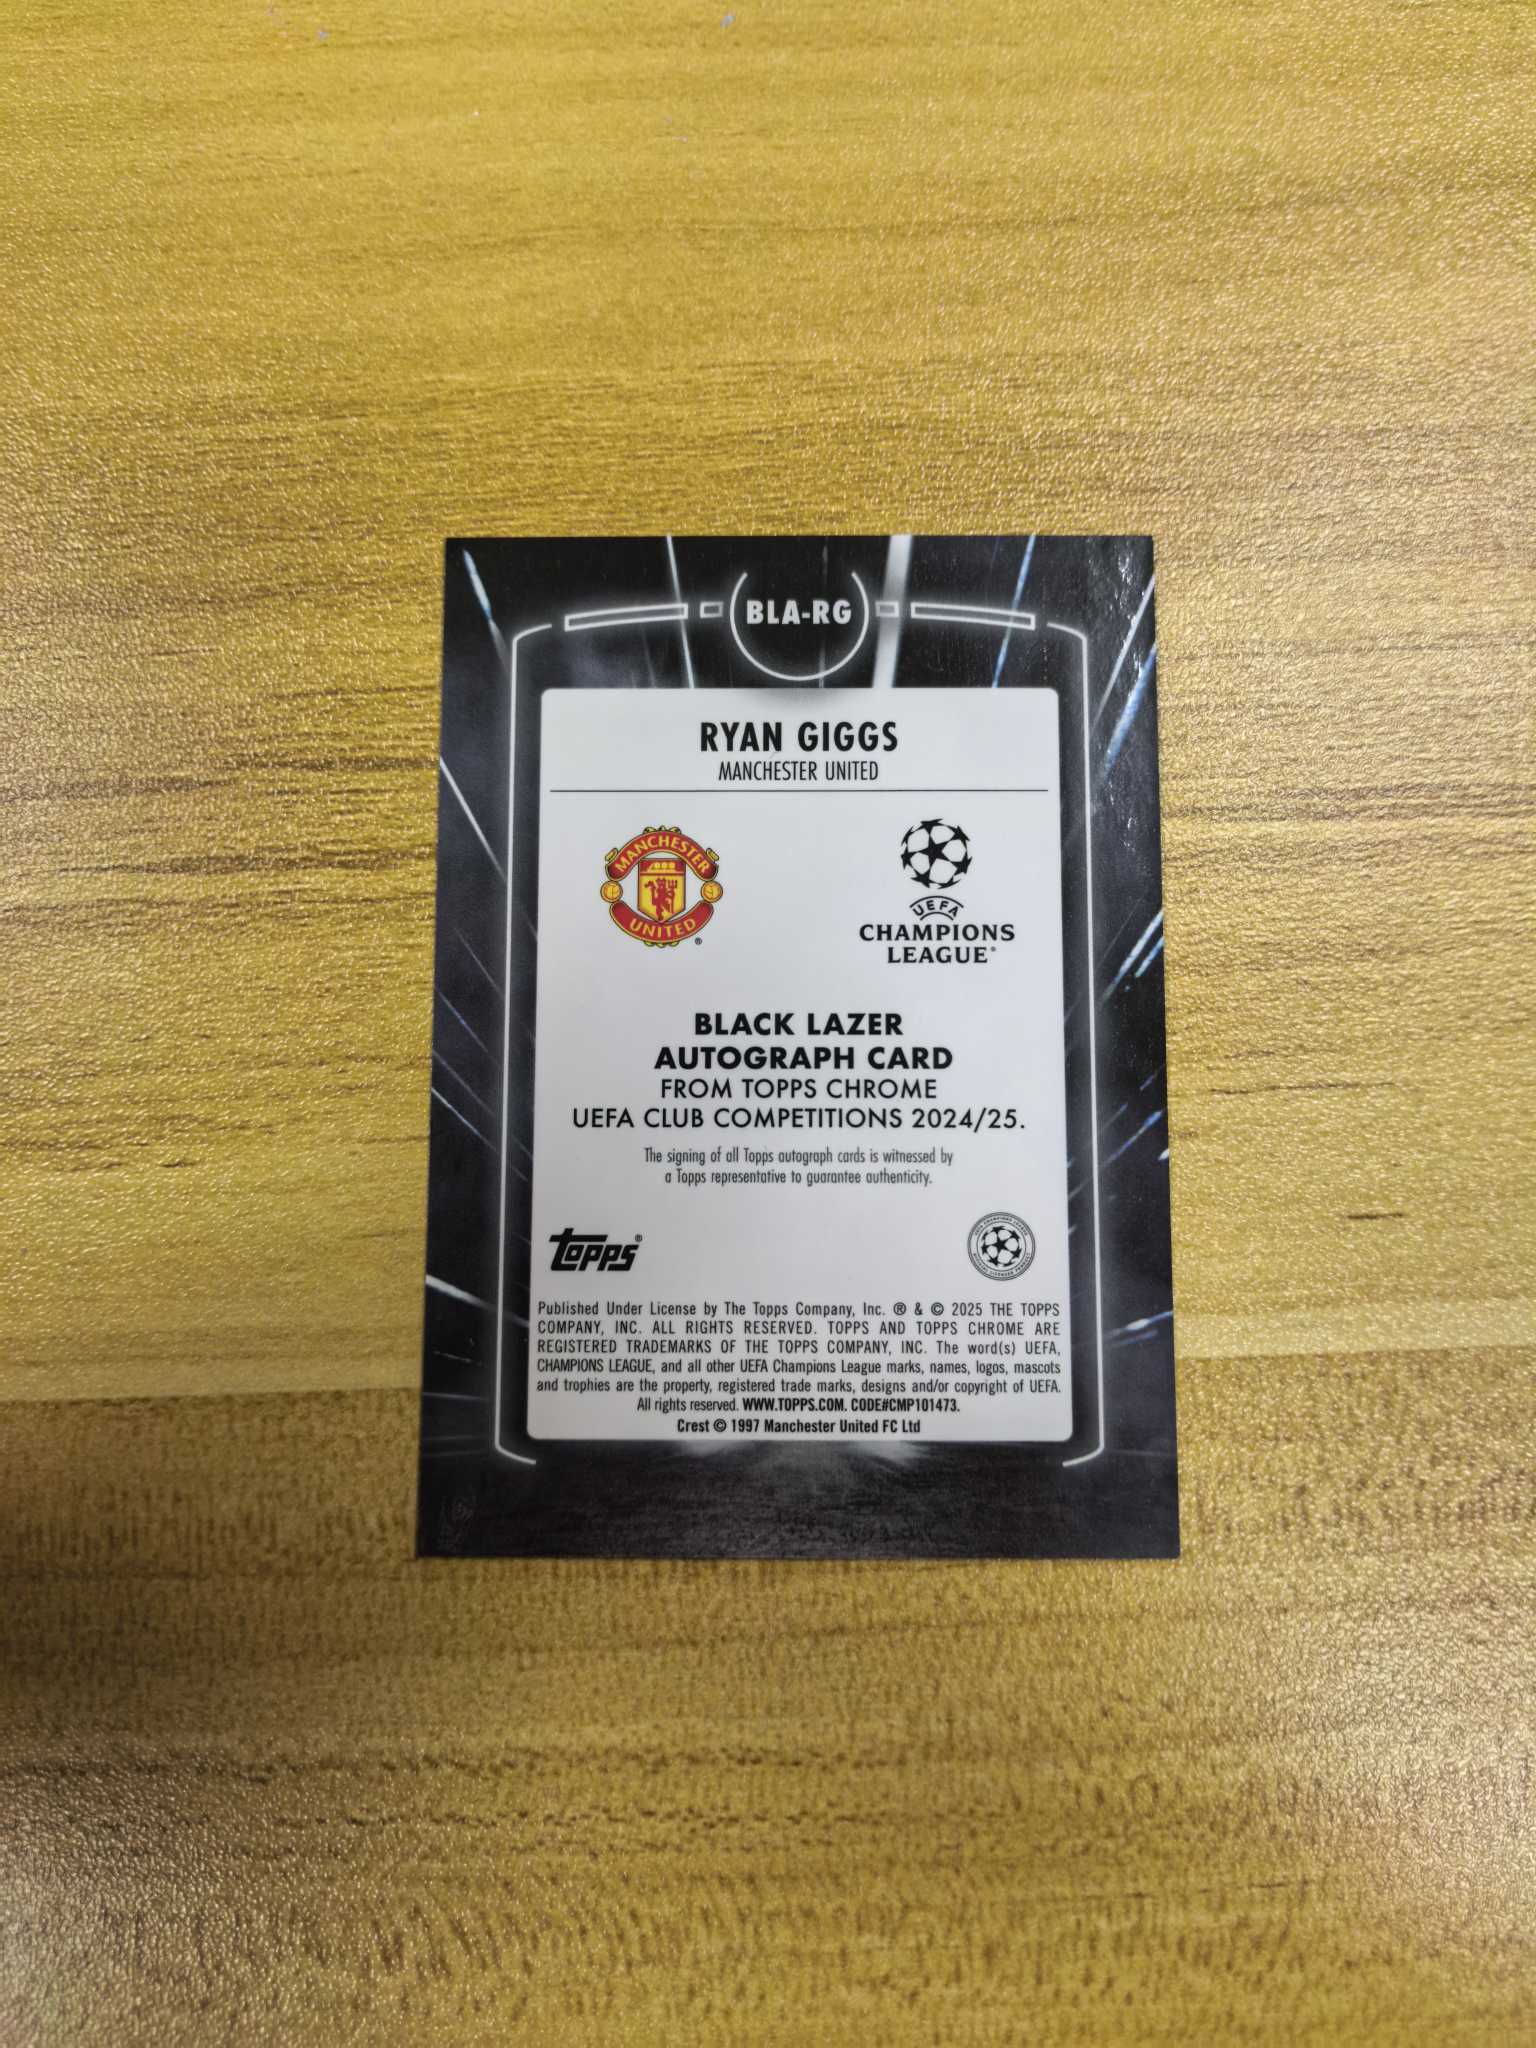 BLA-RG
RYAN GIGGS
MANCHESTER UNITED
MANCHESTER
UNITED
®
UEFA
CHAMPIONS
LEAGUE®
BLACK LAZER
AUTOGRAPH CARD
FROM TOPPS CHROME
UEFA CLUB COMPETITIONS 2024/25.
The signing of all Topps autograph cards is witnessed by
a Topps representative to guarantee authenticity.
topps®
Published Under License by The Topps Company, Inc. ® & © 2025 THE TOPPS
COMPANY, INC. ALL RIGHTS RESERVED. TOPPS AND TOPPS CHROME ARE
REGISTERED TRADEMARKS OF THE TOPPS COMPANY, INC. The word(s) UEFA,
CHAMPIONS LEAGUE, and all other UEFA Champions League marks, names, logos, mascots
and trophies are the property, registered trade marks, designs and/or copyright of UEFA.
All rights reserved. WWW.TOPPS.COM. CODE#CMP101473.
Crest © 1997 Manchester United FC Ltd